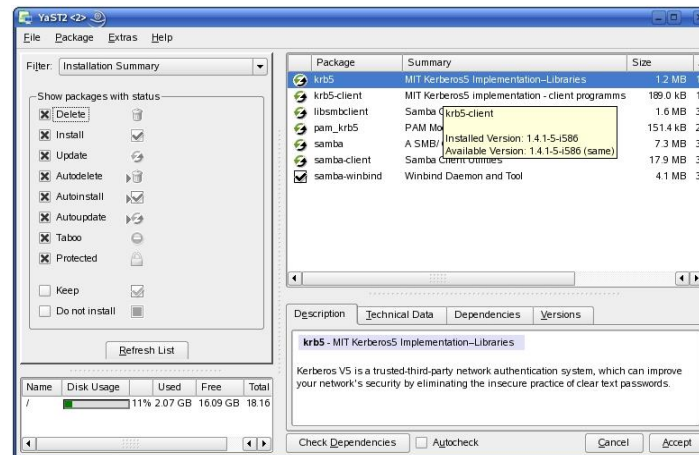 YaST2 <2>
File Package Extras Help
Filter: Installation Summary
Show packages with status
Delete
Install
Update
Autodelete
Autoinstall
Autoupdate
Taboo
Protected
Keep
Do not install
Refresh List
Name Disk Usage Used Free Total
/ 11% 2.07 GB 16.09 GB 18.16
Package Summary Size
krb5 MIT Kerberos5 Implementation--Libraries 1.2 MB
krb5-client MIT Kerberos5 implementation - client programms 189.0 kB
libsmbclient Samba 1.6 MB
pam_krb5 PAM 151.4 kB
samba A SMB/ 7.3 MB
samba-client Samba Client Utilities 17.9 MB
samba-winbind Winbind Daemon and Tool 4.1 MB
krb5-client
Installed Version: 1.4.1-5-i586
Available Version: 1.4.1-5-i586 (same)
Description Technical Data Dependencies Versions
krb5 - MIT Kerberos5 Implementation--Libraries
Kerberos V5 is a trusted-third-party network authentication system, which can improve
your network's security by eliminating the insecure practice of clear text passwords.
Check Dependencies Autocheck Cancel Accept